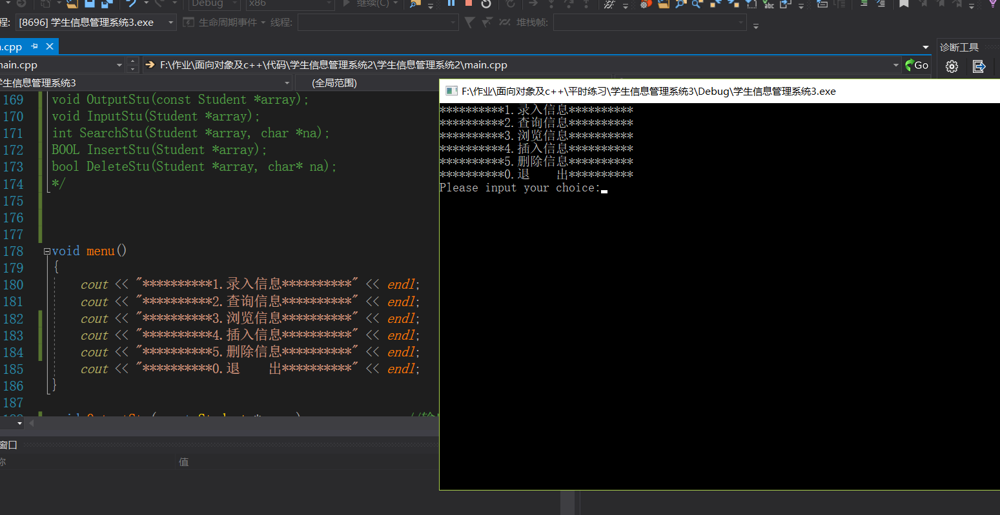 Debug x86 继续(C)
程: [8696] 学生信息管理系统3.exe 生命周期事件 线程: 堆栈帧:
.cpp
诊断工具
main.cpp F:\作业\面向对象及c++\代码\学生信息管理系统2\学生信息管理系统2\main.cpp Go
学生信息管理系统3 (全局范围)
169 void OutputStu(const Student *array);
170 void InputStu(Student *array);
171 int SearchStu(Student *array, char *na);
172 BOOL InsertStu(Student *array);
173 bool DeleteStu(Student *array, char* na);
174 */
175
176
177
178 void menu()
179 {
180 cout << "**********1.录入信息**********" << endl;
181 cout << "**********2.查询信息**********" << endl;
182 cout << "**********3.浏览信息**********" << endl;
183 cout << "**********4.插入信息**********" << endl;
184 cout << "**********5.删除信息**********" << endl;
185 cout << "**********0.退    出**********" << endl;
186 }
187
窗口
称 值
F:\作业\面向对象及c++\平时练习\学生信息管理系统3\Debug\学生信息管理系统3.exe
**********1.录入信息**********
**********2.查询信息**********
**********3.浏览信息**********
**********4.插入信息**********
**********5.删除信息**********
**********0.退    出**********
Please input your choice: